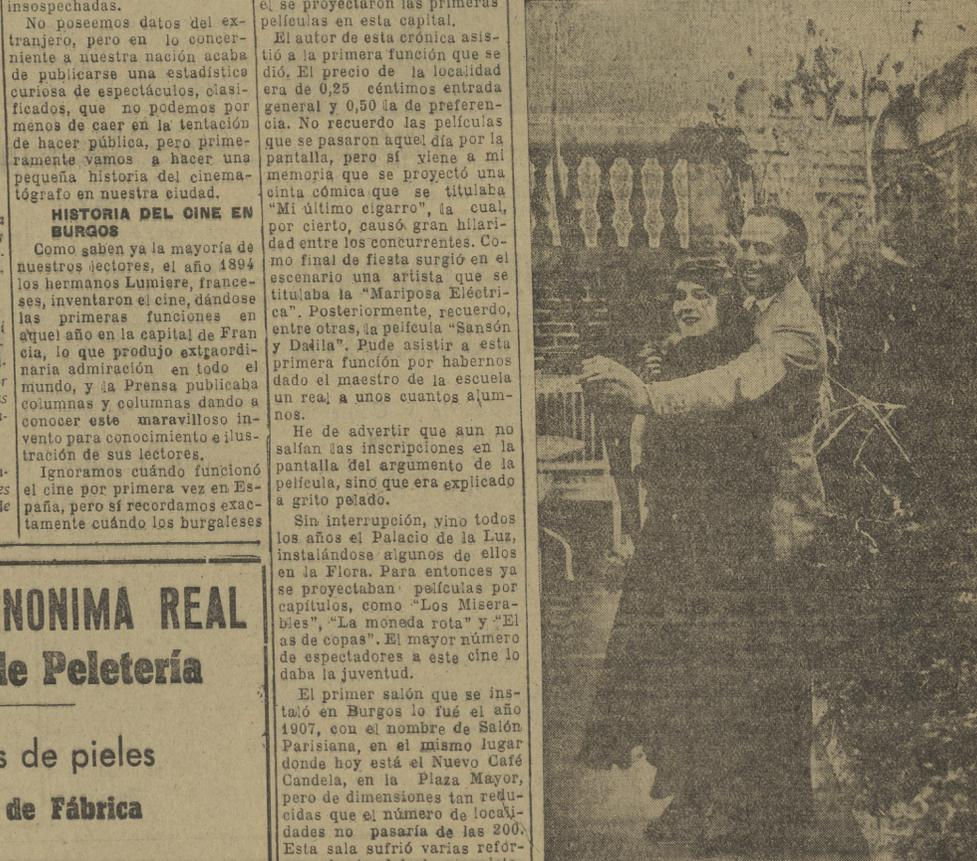 insospechadas.
No poseemos datos del ex-
tranjero, pero en lo concer-
niente a nuestra nación acaba
de publicarse una estadística
curiosa de espectáculos, clasi-
ficados, que no podemos por
menos de caer en la tentación
de hacer pública, pero prime-
ramente vamos a hacer una
pequeña historia del cinema-
tógrafo en nuestra ciudad.
HISTORIA DEL CINE EN
BURGOS
Como saben ya la mayoría de
nuestros lectores, el año 1894
los hermanos Lumiere, france-
ses, inventaron el cine, dándose
las primeras funciones en
aquel año en la capital de Fran
cia, lo que produjo extraordi-
naria admiración en todo el
mundo, y la Prensa publicaba
columnas y columnas dando a
conocer este maravilloso in-
vento para conocimiento e ilus-
tración de sus lectores.
Ignoramos cuándo funcionó
el cine por primera vez en Es-
paña, pero sí recordamos exac-
tamente cuándo los burgaleses
NONIMA REAL
de Peletería
s de pieles
de Fábrica
el se proyectaron las primeras
películas en esta capital.
El autor de esta crónica asis-
tió a la primera función que se
dió. El precio de la localidad
era de 0,25 céntimos entrada
general y 0,50 la de preferen-
cia. No recuerdo las películas
que se pasaron aquel día por la
pantalla, pero sí viene a mi
memoria que se proyectó una
cinta cómica que se titulaba
"Mi último cigarro", la cual,
por cierto, causó gran hilari-
dad entre los concurrentes. Co-
mo final de fiesta surgió en el
escenario una artista que se
titulaba la "Mariposa Eléctri-
ca". Posteriormente, recuerdo,
entre otras, la película "Sansón
y Dalila". Pude asistir a esta
primera función por habernos
dado el maestro de la escuela
un real a unos cuantos alum-
nos.
He de advertir que aun no
salían las inscripciones en la
pantalla del argumento de la
película, sino que era explicado
a grito pelado.
Sin interrupción, vino todos
los años el Palacio de la Luz,
instalándose algunos de ellos
en la Flora. Para entonces ya
se proyectaban películas por
capítulos, como "Los Misera-
bles", "La moneda rota" y "El
as de copas". El mayor número
de espectadores a este cine lo
daba la juventud.
El primer salón que se ins-
taló en Burgos lo fué el año
1907, con el nombre de Salón
Parisiana, en el mismo lugar
donde hoy está el Nuevo Café
Candela, en la Plaza Mayor,
pero de dimensiones tan redu-
cidas que el número de locali-
dades no pasaría de las 200.
Esta sala sufrió varias refor-